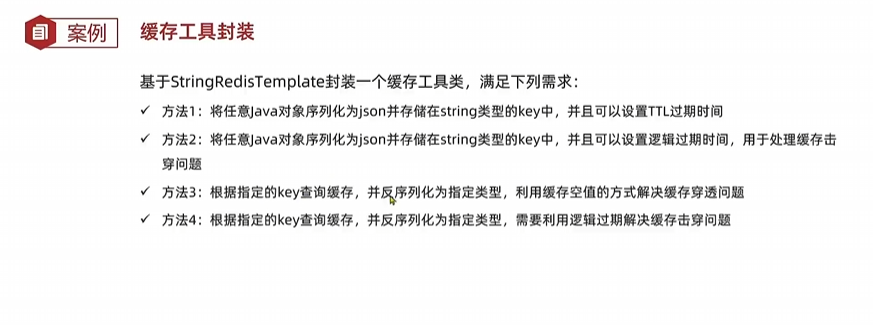 案例
缓存工具封装
基于StringRedisTemplate封装一个缓存工具类，满足下列需求：
✓ 方法1：将任意Java对象序列化为json并存储在string类型的key中，并且可以设置TTL过期时间
✓ 方法2：将任意Java对象序列化为json并存储在string类型的key中，并且可以设置逻辑过期时间，用于处理缓存击
穿问题
✓ 方法3：根据指定的key查询缓存，并反序列化为指定类型，利用缓存空值的方式解决缓存穿透问题
✓ 方法4：根据指定的key查询缓存，并反序列化为指定类型，需要利用逻辑过期解决缓存击穿问题